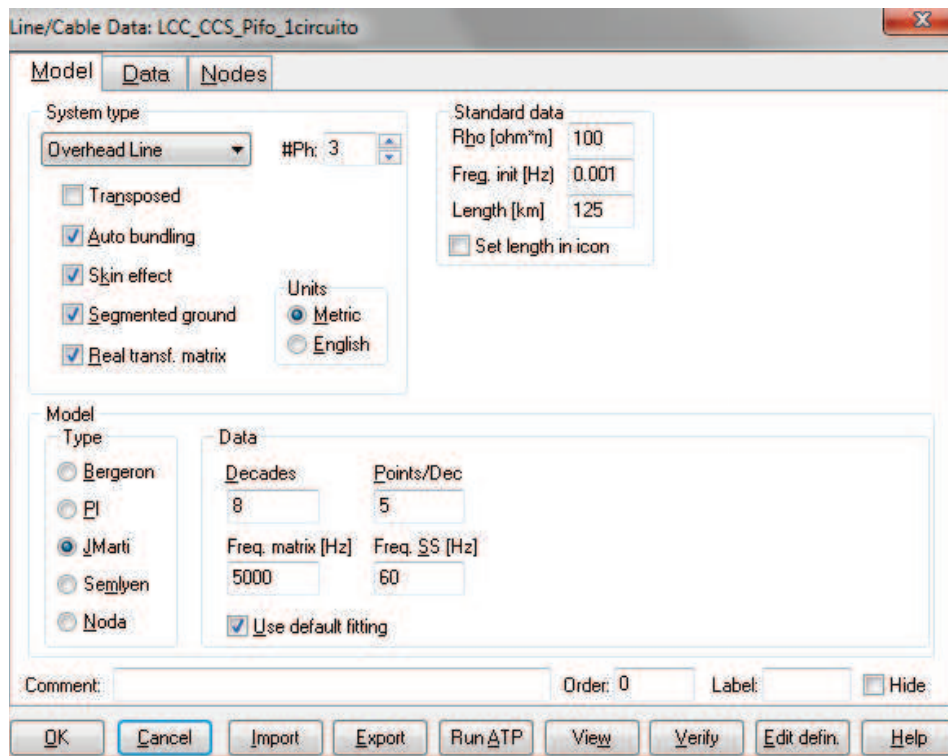 Line/Cable Data: LCC_CCS_Pifo_1circuito
Model Data Nodes
System type
Overhead Line #Ph: 3
Transposed
Auto bundling
Skin effect
Segmented ground
Real transf. matrix
Units
Metric
English
Standard data
Rho [ohm*m] 100
Freq. init [Hz] 0.001
Length [km] 125
Set length in icon
Model
Type
Bergeron
PI
JMarti
Semlyen
Noda
Data
Decades Points/Dec
8 5
Freq. matrix [Hz] Freq. SS [Hz]
5000 60
Use default fitting
Comment: Order: 0 Label: Hide
OK Cancel Import Export Run ATP View Verify Edit defin. Help